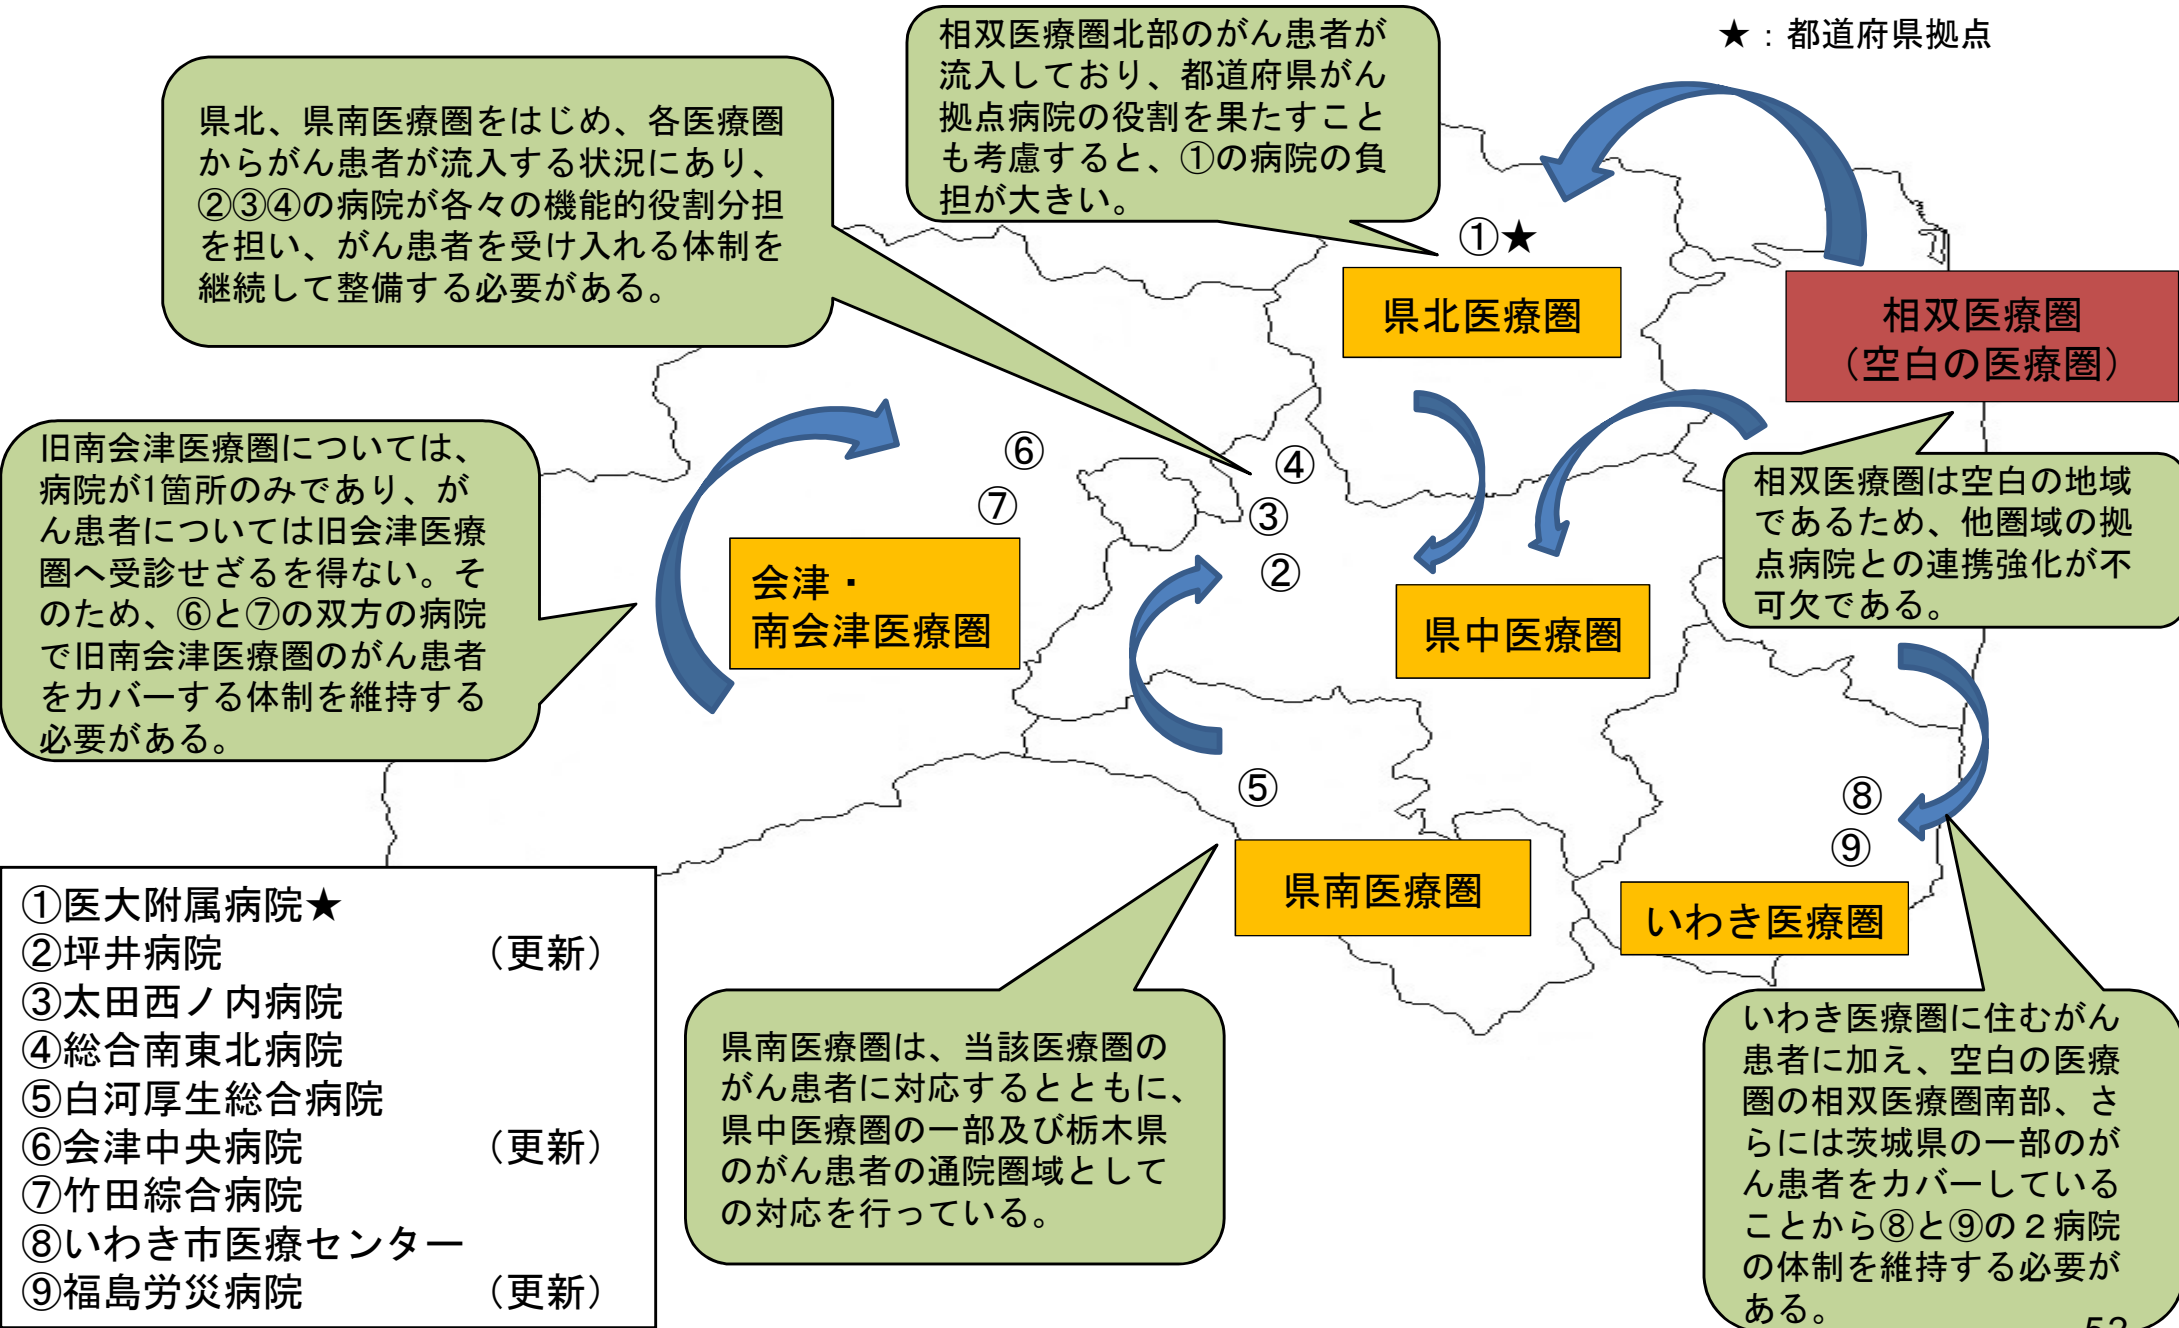 ★：都道府県拠点
相双医療圏北部のがん患者が
流入しており、都道府県がん
拠点病院の役割を果たすこと
も考慮すると、①の病院の負
担が大きい。
県北、県南医療圏をはじめ、各医療圏
からがん患者が流入する状況にあり、
②③④の病院が各々の機能的役割分担
を担い、がん患者を受け入れる体制を
継続して整備する必要がある。
①★
県北医療圏
相双医療圏
（空白の医療圏）
旧南会津医療圏については、
病院が1箇所のみであり、が
ん患者については旧会津医療
圏へ受診せざるを得ない。そ
のため、⑥と⑦の双方の病院
で旧南会津医療圏のがん患者
をカバーする体制を維持する
必要がある。
⑥
⑦
④
③
②
相双医療圏は空白の地域
であるため、他圏域の拠
点病院との連携強化が不
可欠である。
会津・
南会津医療圏
県中医療圏
⑤
⑧
⑨
県南医療圏
いわき医療圏
①医大附属病院★
②坪井病院　（更新）
③太田西ノ内病院
④総合南東北病院
⑤白河厚生総合病院
⑥会津中央病院　（更新）
⑦竹田綜合病院
⑧いわき市医療センター
⑨福島労災病院　（更新）
県南医療圏は、当該医療圏の
がん患者に対応するとともに、
県中医療圏の一部及び栃木県
のがん患者の通院圏域として
の対応を行っている。
いわき医療圏に住むがん
患者に加え、空白の医療
圏の相双医療圏南部、さ
らには茨城県の一部のが
ん患者をカバーしている
ことから⑧と⑨の２病院
の体制を維持する必要が
ある。